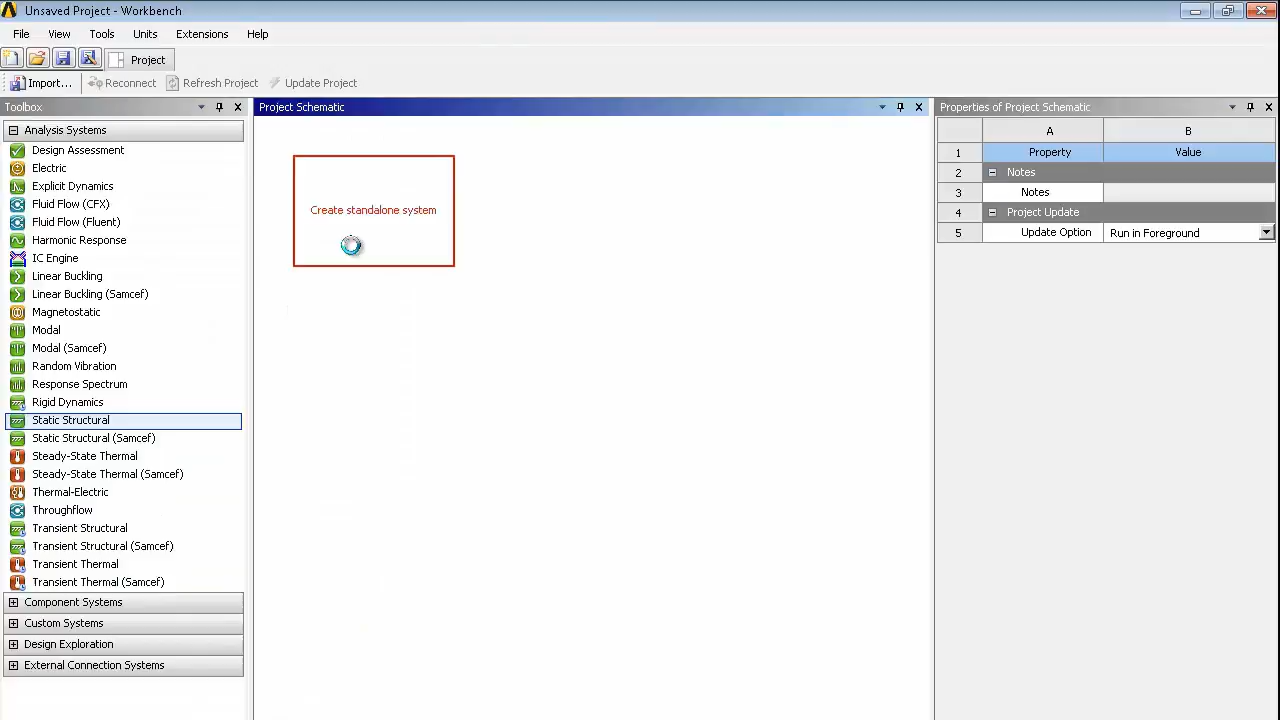 Unsaved Project - Workbench
File View Tools Units Extensions Help
Project
Import... Reconnect Refresh Project Update Project
Toolbox
Analysis Systems
Design Assessment
Electric
Explicit Dynamics
Fluid Flow (CFX)
Fluid Flow (Fluent)
Harmonic Response
IC Engine
Linear Buckling
Linear Buckling (Samcef)
Magnetostatic
Modal
Modal (Samcef)
Random Vibration
Response Spectrum
Rigid Dynamics
Static Structural
Static Structural (Samcef)
Steady-State Thermal
Steady-State Thermal (Samcef)
Thermal-Electric
Throughflow
Transient Structural
Transient Structural (Samcef)
Transient Thermal
Transient Thermal (Samcef)
Component Systems
Custom Systems
Design Exploration
External Connection Systems
Project Schematic
Create standalone system
Properties of Project Schematic
A B
1 Property Value
2 Notes
3 Notes
4 Project Update
5 Update Option Run in Foreground